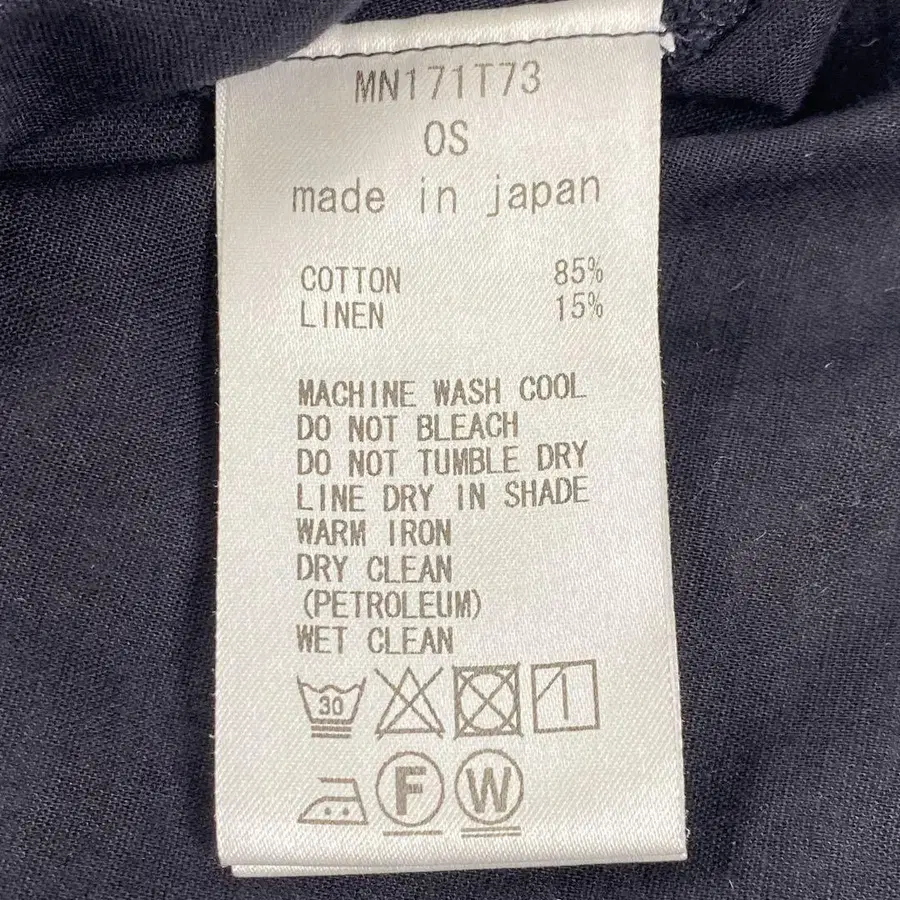 MN171T73
OS
made in japan
COTTON 85%
LINEN 15%
MACHINE WASH COOL
DO NOT BLEACH
DO NOT TUMBLE DRY
LINE DRY IN SHADE
WARM IRON
DRY CLEAN
(PETROLEUM)
WET CLEAN
30
F W